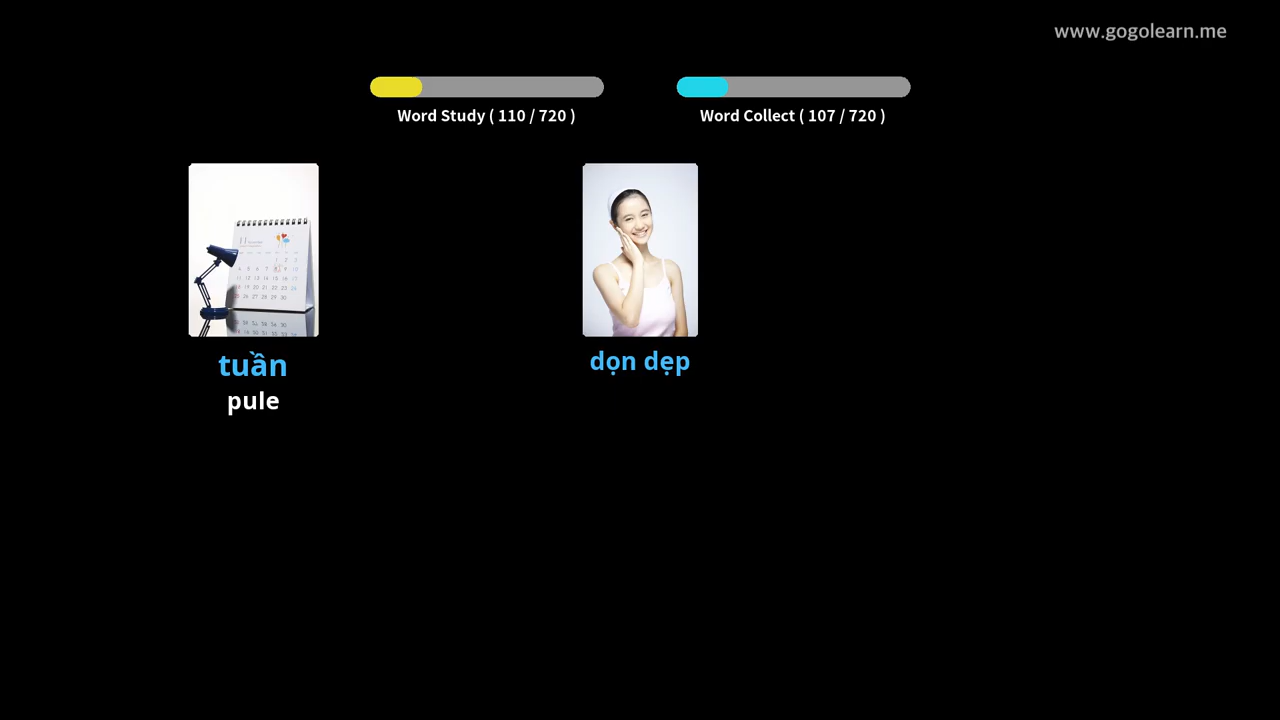 www.gogolearn.me
Word Study ( 110 / 720 )
Word Collect ( 107 / 720 )
tuần
pule
dọn dẹp